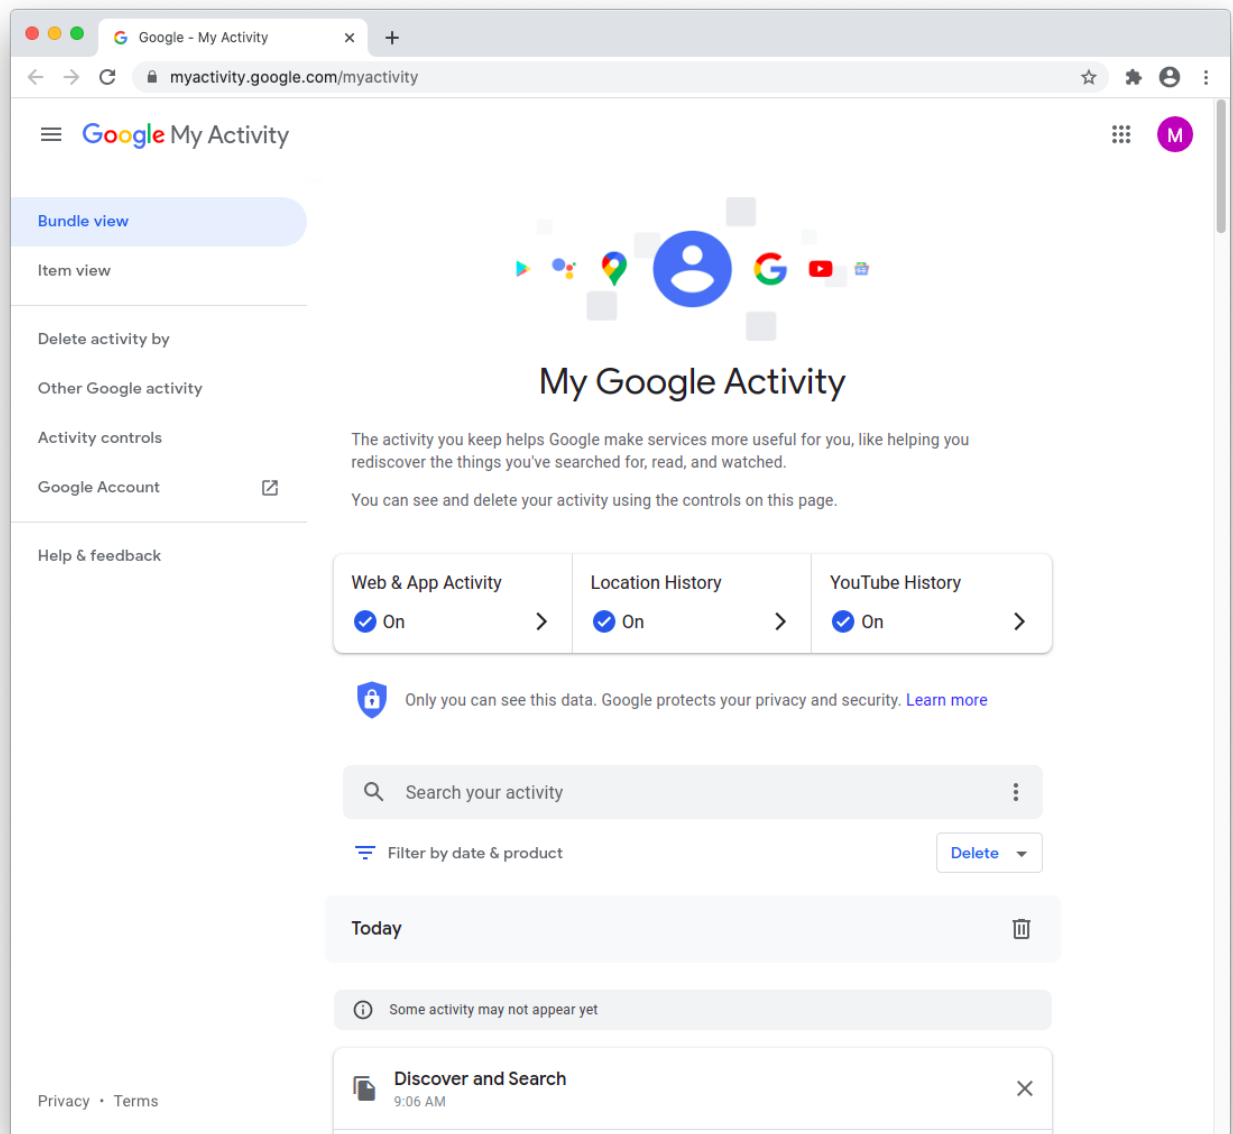 Google - My Activity
myactivity.google.com/myactivity
Google My Activity
M
Bundle view
Item view
Delete activity by
Other Google activity
Activity controls
Google Account
Help & feedback
Privacy • Terms
My Google Activity
The activity you keep helps Google make services more useful for you, like helping you
rediscover the things you've searched for, read, and watched.
You can see and delete your activity using the controls on this page.
Web & App Activity
On
Location History
On
YouTube History
On
Only you can see this data. Google protects your privacy and security. Learn more
Search your activity
Filter by date & product
Delete
Today
Some activity may not appear yet
Discover and Search
9:06 AM